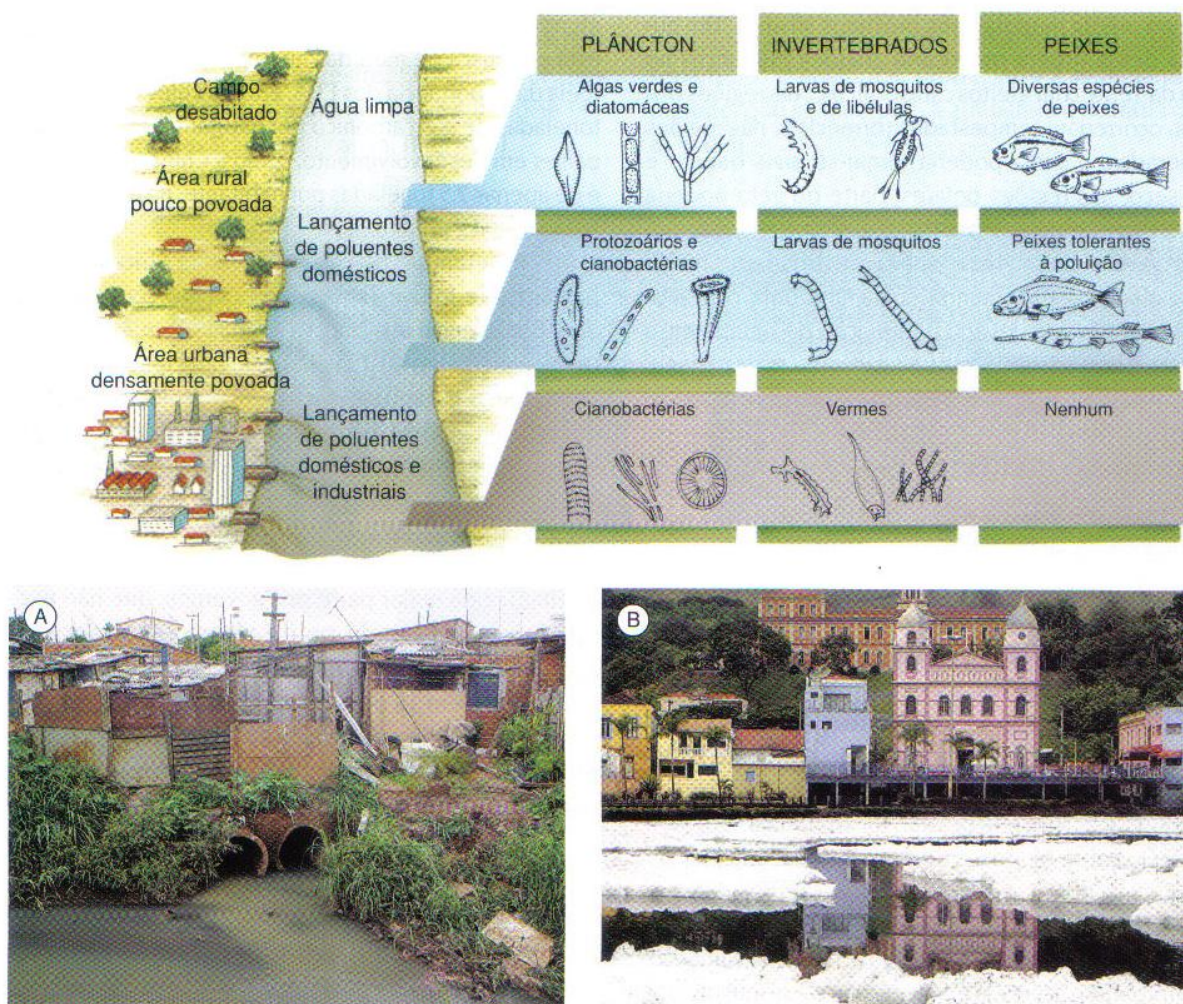 PLÂNCTON
INVERTEBRADOS
PEIXES
Campo
desabitado
Água limpa
Algas verdes e
diatomáceas
Larvas de mosquitos
e de libélulas
Diversas espécies
de peixes
Área rural
pouco povoada
Lançamento
de poluentes
domésticos
Protozoários e
cianobactérias
Larvas de mosquito
Peixes tolerantes
à poluição
Área urbana
densamente povoada
Lançamento
de poluentes
domésticos e
industriais
Cianobactérias
Vermes
Nenhum
A
B